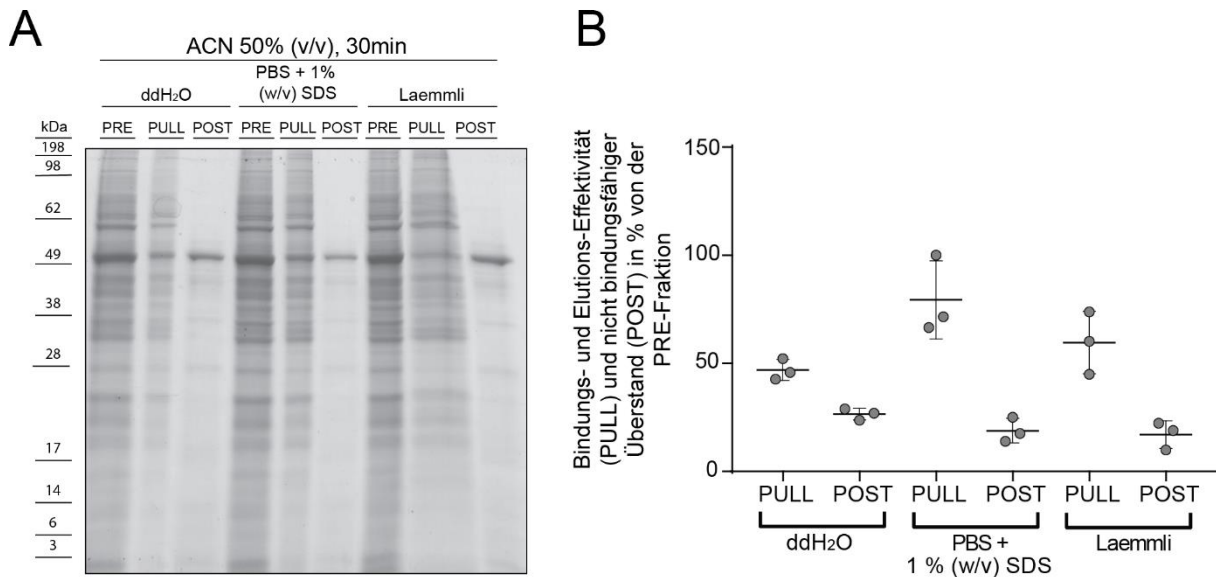 A
ACN 50% (v/v), 30min
ddH₂O
PBS + 1%
(w/v) SDS
Laemmli
kDa
PRE PULL POST PRE PULL POST PRE PULL POST
198
98
62
49
38
28
17
14
6
3
B
Bindungs- und Elutions-Effektivität
(PULL) und nicht bindungsfähiger
Überstand (POST) in % von der
PRE-Fraktion
150
100
50
0
PULL POST PULL POST PULL POST
ddH₂O
PBS +
1 % (w/v) SDS
Laemmli